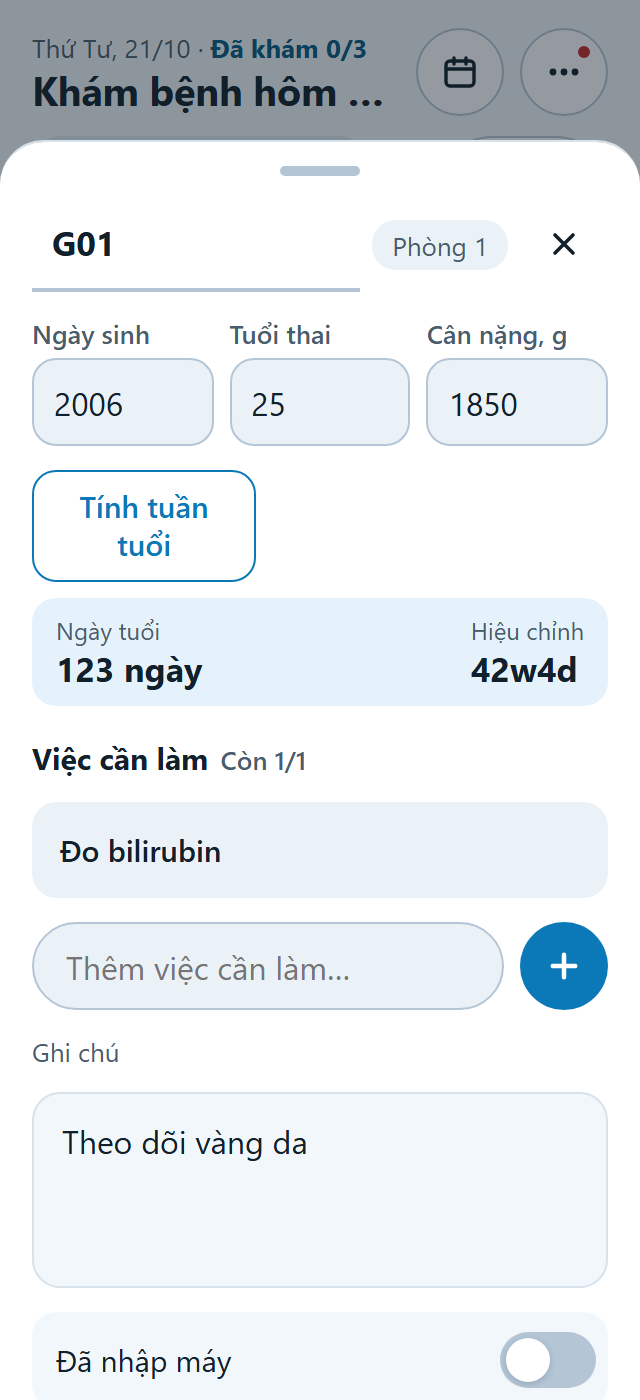 Thứ Tư, 21/10 · Đã khám 0/3
Khám bệnh hôm ...
G01
Phòng 1
Ngày sinh
Tuổi thai
Cân nặng, g
2006
25
1850
Tính tuần
tuổi
Ngày tuổi
Hiệu chỉnh
123 ngày
42w4d
Việc cần làm Còn 1/1
Đo bilirubin
Thêm việc cần làm...
Ghi chú
Theo dõi vàng da
Đã nhập máy